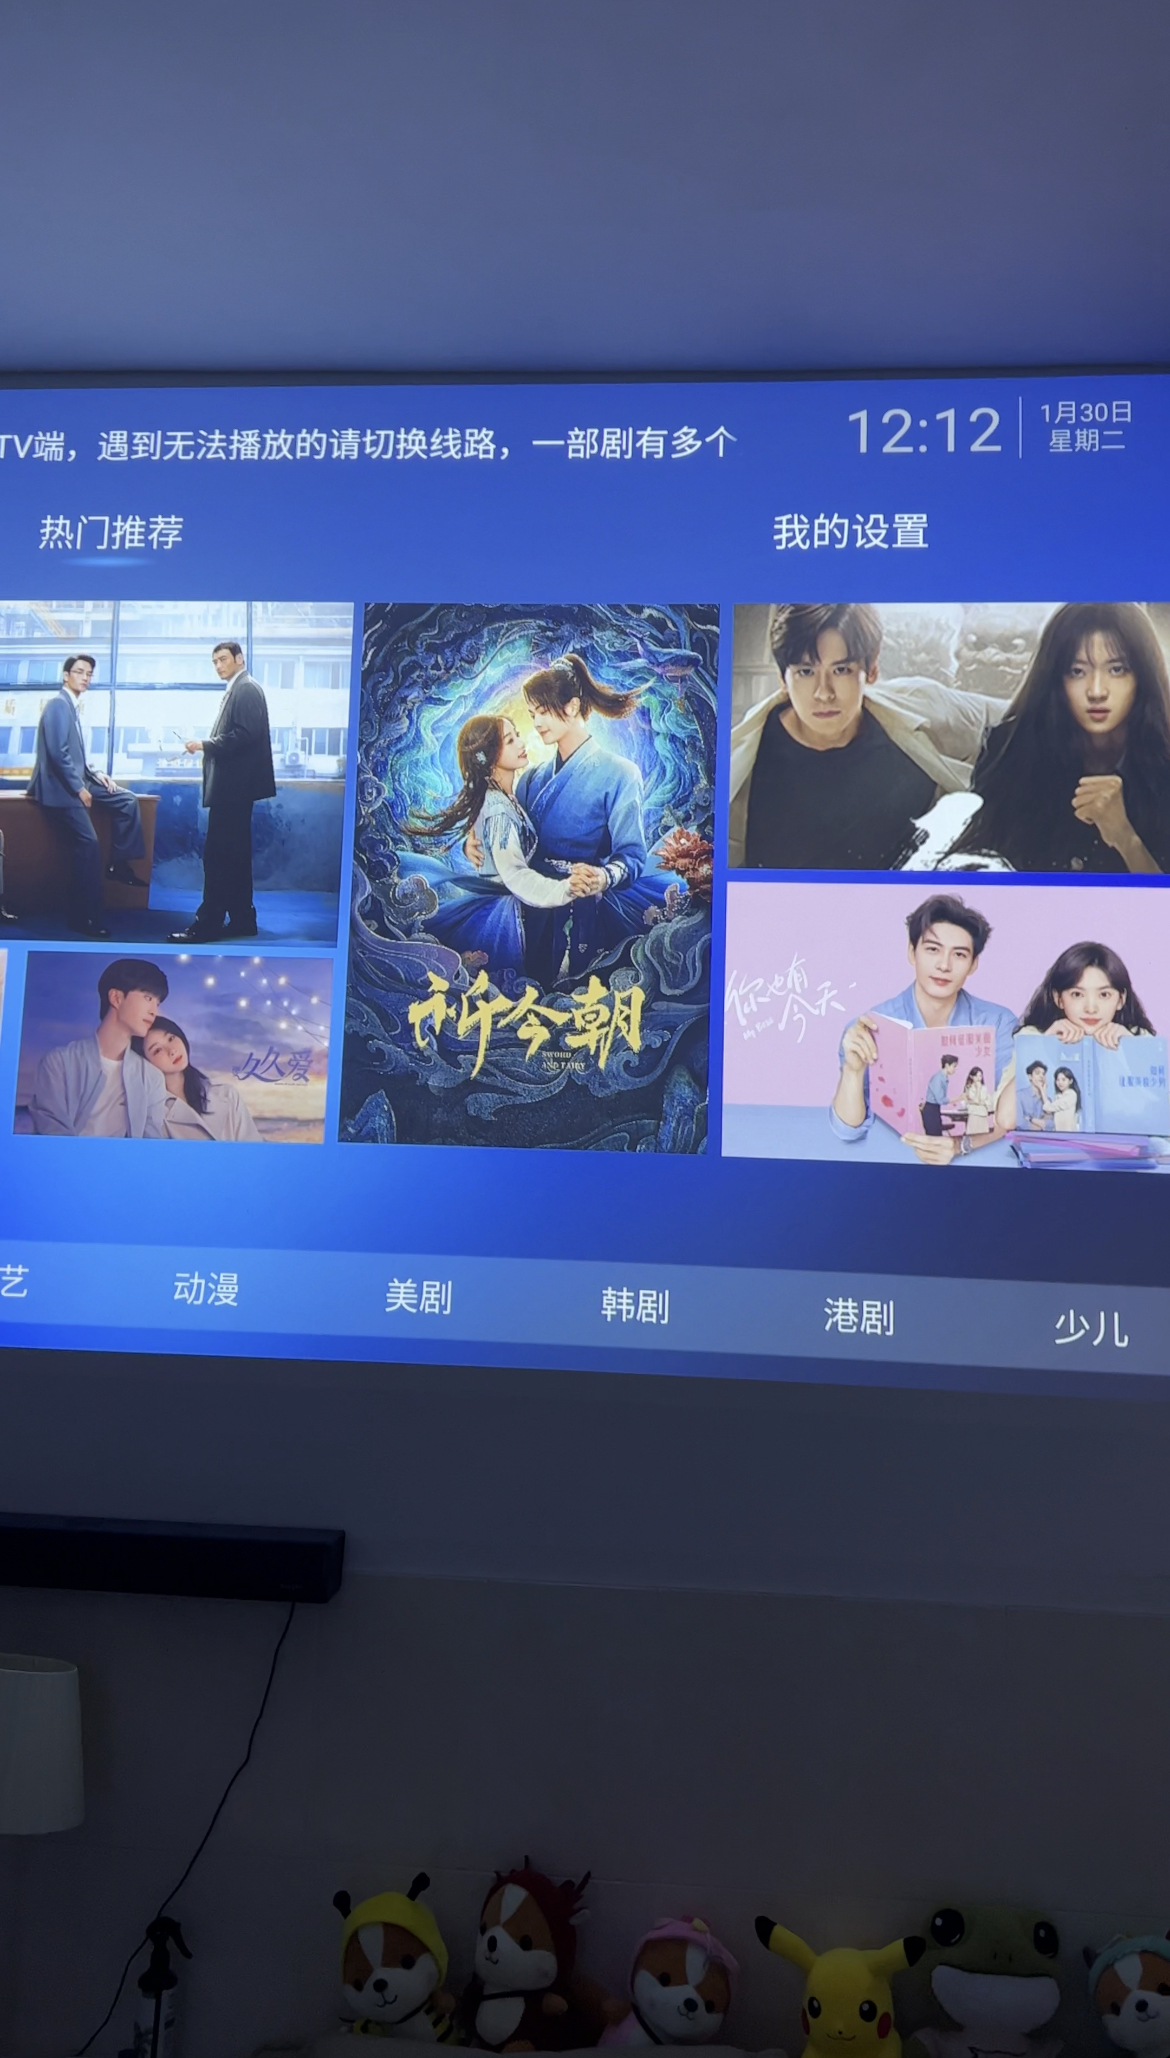 TV端，遇到无法播放的请切换线路，一部剧有多个
12:12
1月30日
星期二
热门推荐
我的设置
久久爱
祈今朝
SWORD
AND FAIRY
你也有
今天
My Boss
艺
动漫
美剧
韩剧
港剧
少儿